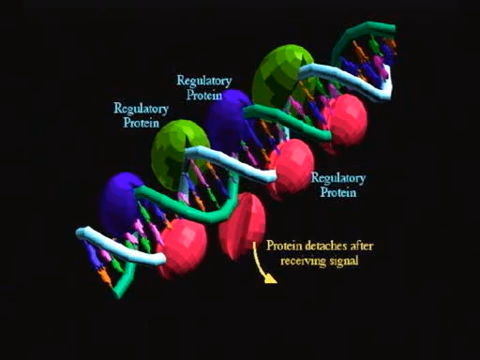 Regulatory
Protein
Regulatory
Protein
Regulatory
Protein
Protein detaches after
receiving signal